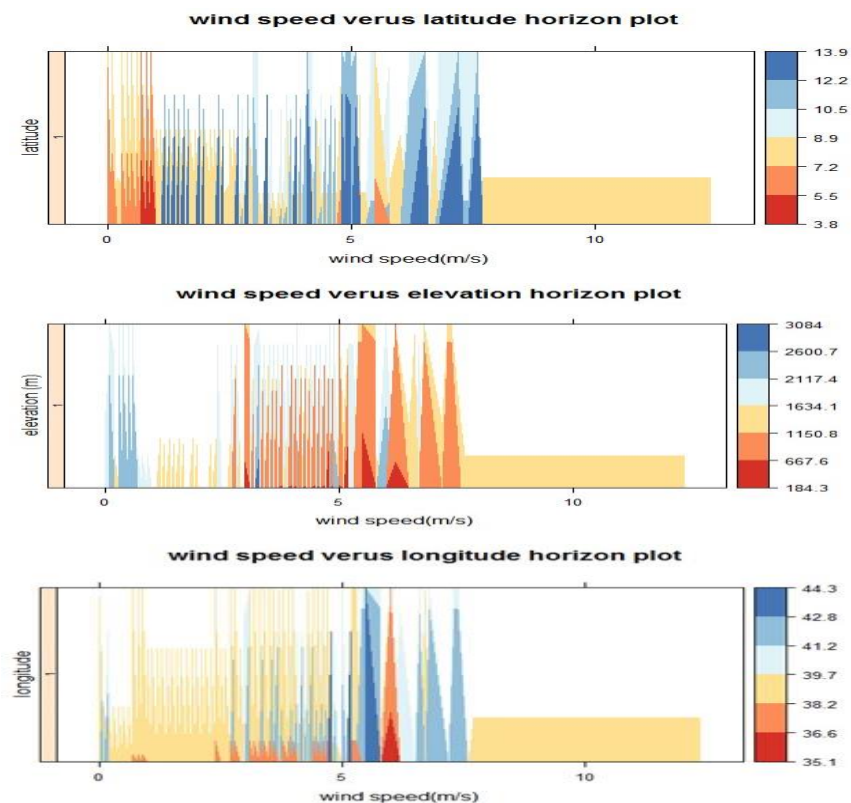 wind speed verus latitude horizon plot
latitude
1
13.9
12.2
10.5
8.9
7.2
5.5
3.8
0 5 10
wind speed(m/s)
wind speed verus elevation horizon plot
elevation (m)
1
3084
2600.7
2117.4
1634.1
1150.8
667.6
184.3
0 5 10
wind speed(m/s)
wind speed verus longitude horizon plot
longitude
1
44.3
42.8
41.2
39.7
38.2
36.6
35.1
0 5 10
wind speed(m/s)